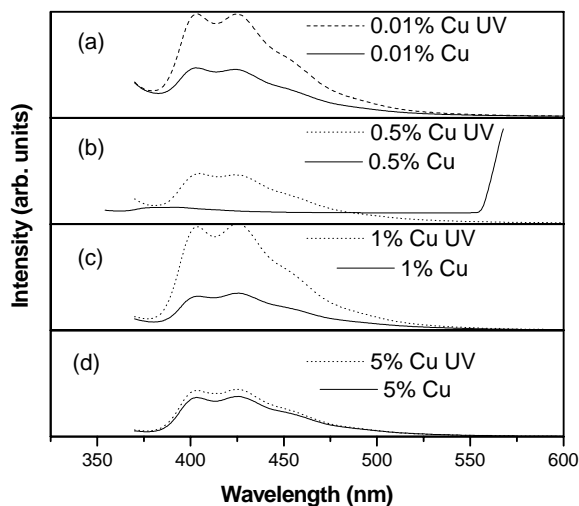 (a)
0.01% Cu UV
0.01% Cu
(b)
0.5% Cu UV
0.5% Cu
(c)
1% Cu UV
1% Cu
(d)
5% Cu UV
5% Cu
Intensity (arb. units)
350 400 450 500 550 600
Wavelength (nm)